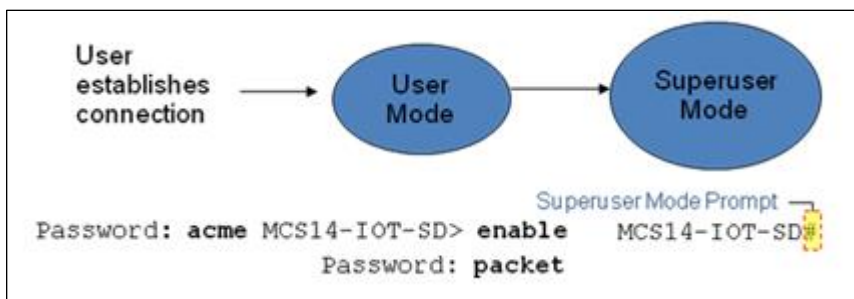 User
establishes
connection
User
Mode
Superuser
Mode
Superuser Mode Prompt
Password: acme MCS14-IOT-SD> enable MCS14-IOT-SD#
Password: packet